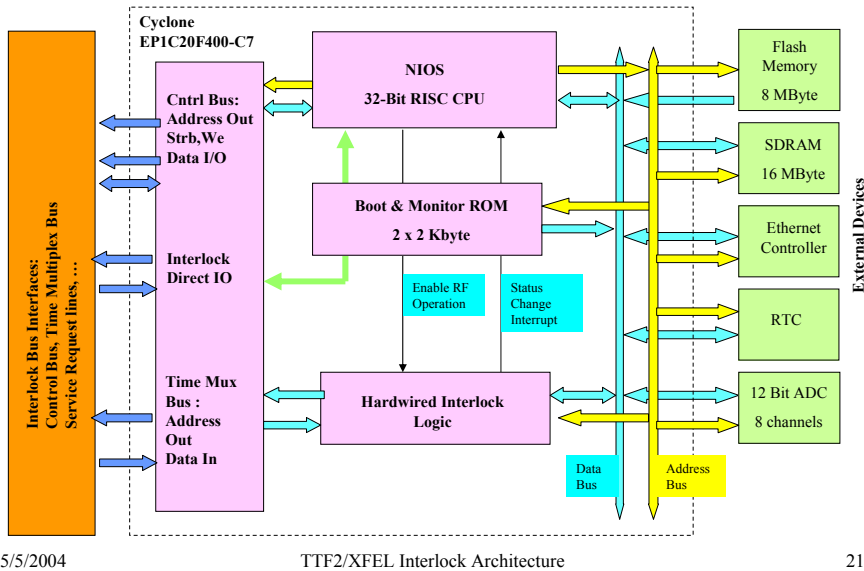 Cyclone
EP1C20F400-C7
Interlock Bus Interfaces:
Control Bus, Time Multiplex Bus
Service Request lines, …
Cntrl Bus:
Address Out
Strb,We
Data I/O
Interlock
Direct IO
Time Mux
Bus :
Address
Out
Data In
NIOS
32-Bit RISC CPU
Boot & Monitor ROM
2 x 2 Kbyte
Enable RF
Operation
Status
Change
Interrupt
Hardwired Interlock
Logic
Data
Bus
Address
Bus
Flash
Memory
8 MByte
SDRAM
16 MByte
Ethernet
Controller
RTC
12 Bit ADC
8 channels
External Devices
5/5/2004
TTF2/XFEL Interlock Architecture
21